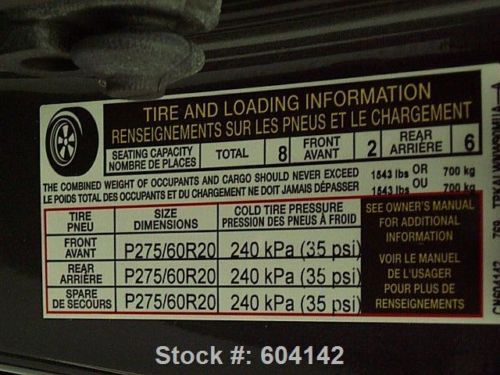 TIRE AND LOADING INFORMATION
RENSEIGNEMENTS SUR LES PNEUS ET LE CHARGEMENT
SEATING CAPACITY
NOMBRE DE PLACES
TOTAL 8
FRONT
AVANT
2
REAR
ARRIÈRE
6
THE COMBINED WEIGHT OF OCCUPANTS AND CARGO SHOULD NEVER EXCEED 1543 lbs OR 700 kg
LE POIDS TOTAL DES OCCUPANTS ET DU CHARGEMENT NE DOIT JAMAIS DÉPASSER 1543 lbs OU 700 kg
TIRE
PNEU
SIZE
DIMENSIONS
COLD TIRE PRESSURE
PRESSION DES PNEUS À FROID
FRONT
AVANT
P275/60R20 240 kPa (35 psi)
REAR
ARRIÈRE
P275/60R20 240 kPa (35 psi)
SPARE
DE SECOURS
P275/60R20 240 kPa (35 psi)
SEE OWNER'S MANUAL
FOR ADDITIONAL
INFORMATION
VOIR LE MANUEL
DE L'USAGER
POUR PLUS DE
RENSEIGNEMENTS
Stock #: 604142